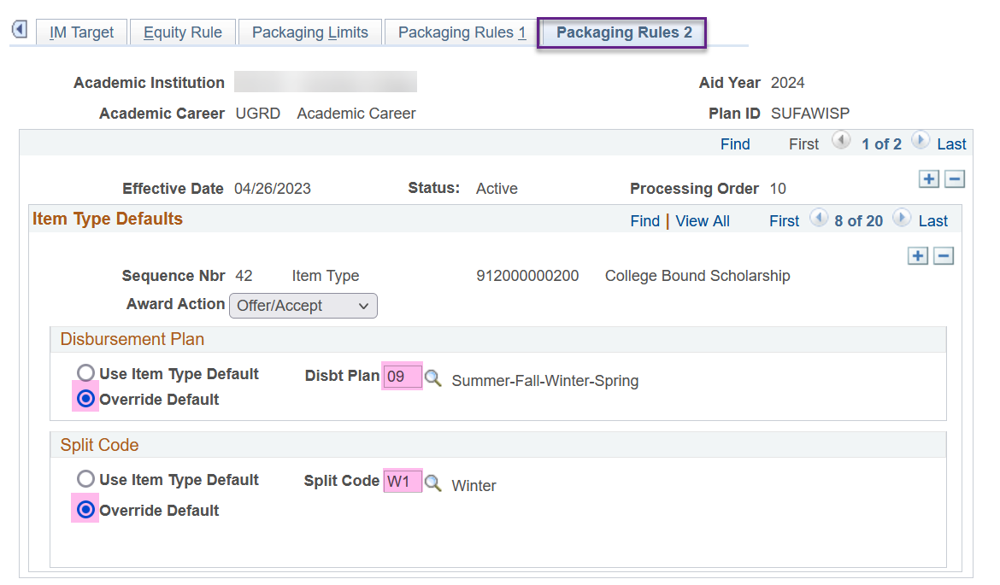 IM Target Equity Rule Packaging Limits Packaging Rules 1 Packaging Rules 2
Academic Institution Aid Year 2024
Academic Career UGRD Academic Career Plan ID SUFAWISP
Find First 1 of 2 Last
Effective Date 04/26/2023 Status: Active Processing Order 10
Item Type Defaults Find | View All First 8 of 20 Last
Sequence Nbr 42 Item Type 912000000200 College Bound Scholarship
Award Action Offer/Accept
Disbursement Plan
Use Item Type Default Disbt Plan 09 Summer-Fall-Winter-Spring
Override Default
Split Code
Use Item Type Default Split Code W1 Winter
Override Default